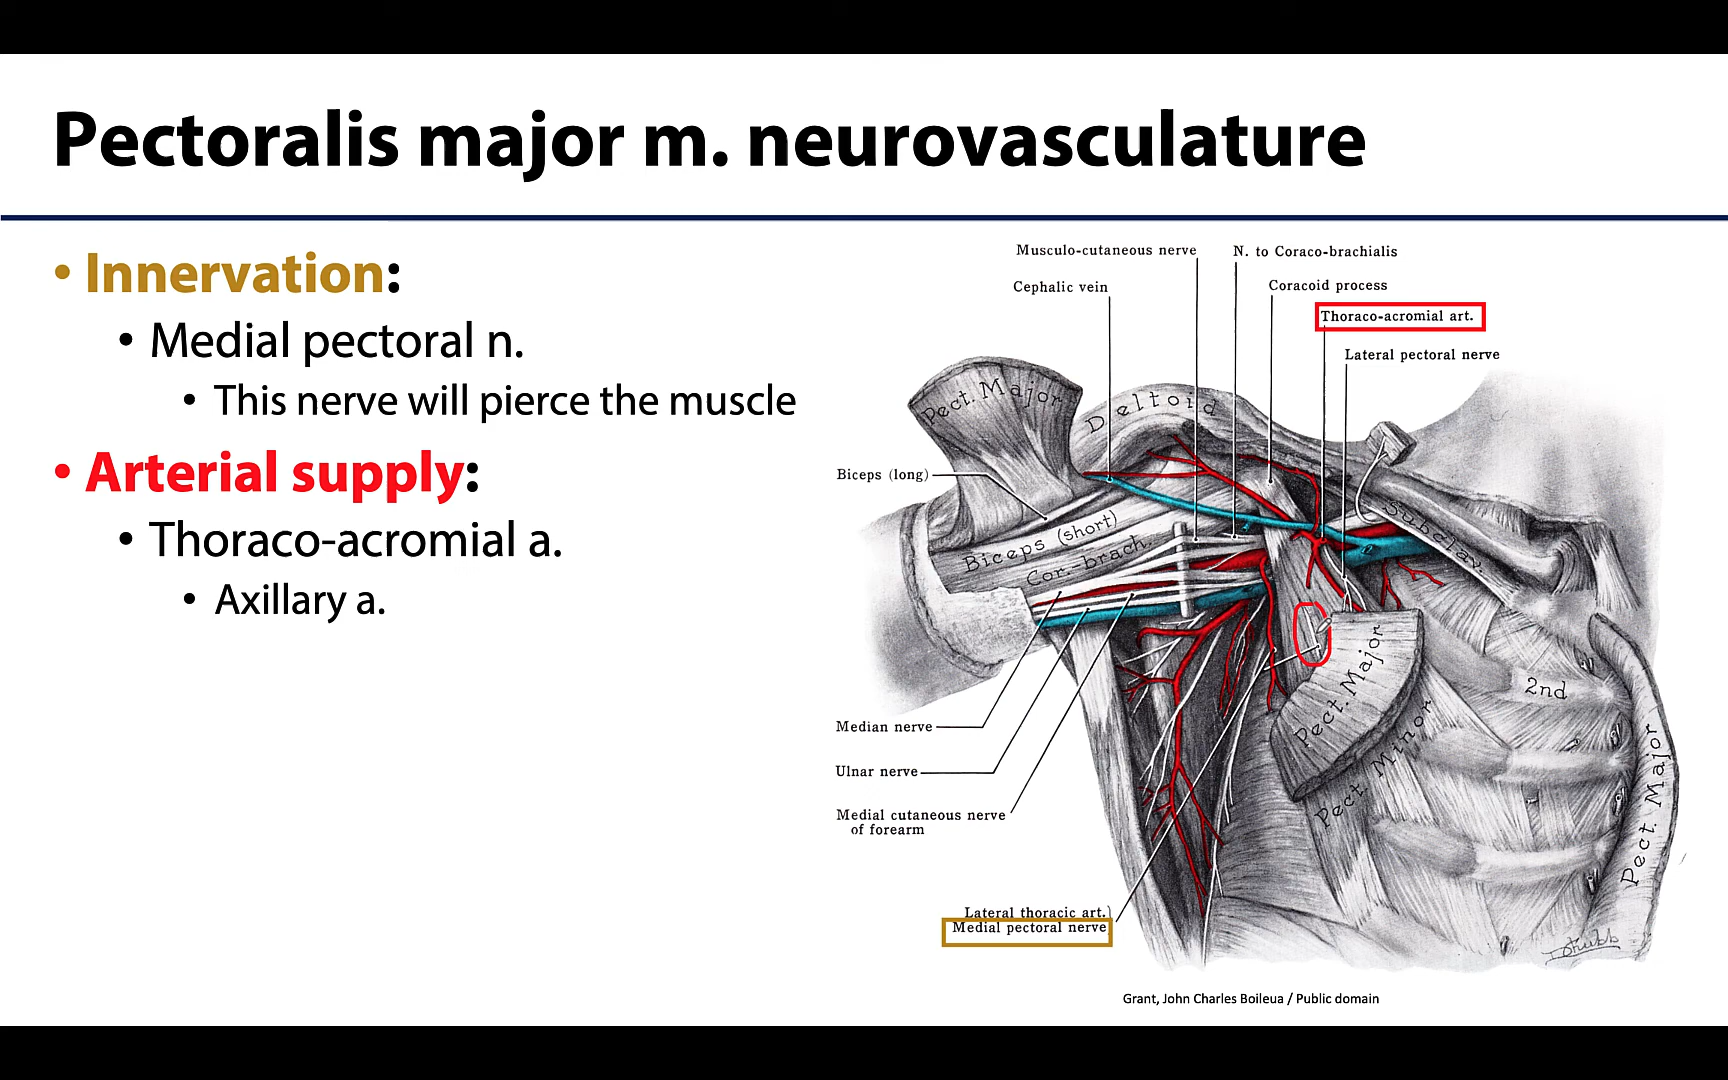 Pectoralis major m. neurovasculature
• Innervation:
• Medial pectoral n.
• This nerve will pierce the muscle
• Arterial supply:
• Thoraco-acromial a.
• Axillary a.
Musculo-cutaneous nerve
N. to Coraco-brachialis
Cephalic vein
Coracoid process
Thoraco-acromial art.
Lateral pectoral nerve
Pect. Major
Deltoid
Biceps (long)
Biceps (short)
Cor.-brach.
Subclav.
Pect. Major
2nd
Pect. Minor
Pect. Major
Median nerve
Ulnar nerve
Medial cutaneous nerve
of forearm
Lateral thoracic art.
Medial pectoral nerve
Grant, John Charles Boileua / Public domain